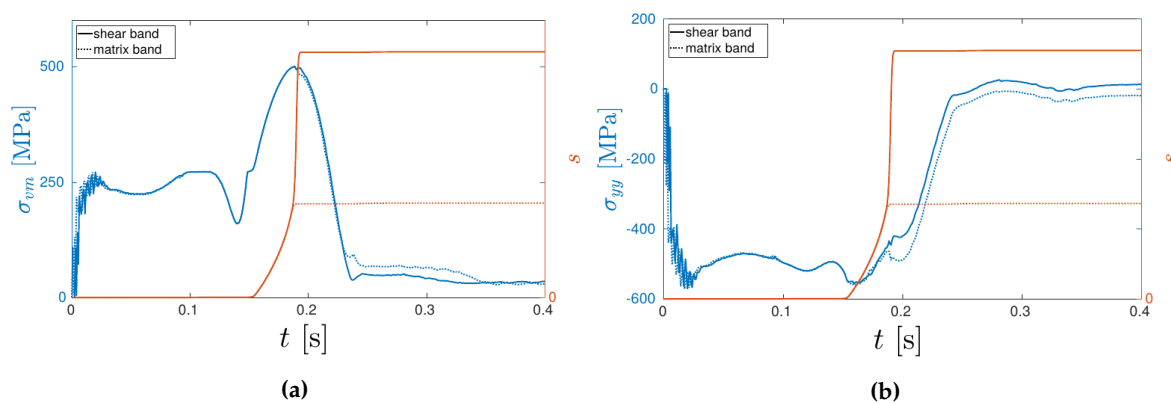 shear band
matrix band
500
250
0
σvm [MPa]
s
0
0
0.1
0.2
0.3
0.4
t [s]
(a)
shear band
matrix band
200
0
-200
-400
-600
σyy [MPa]
s
0
0
0.1
0.2
0.3
0.4
t [s]
(b)